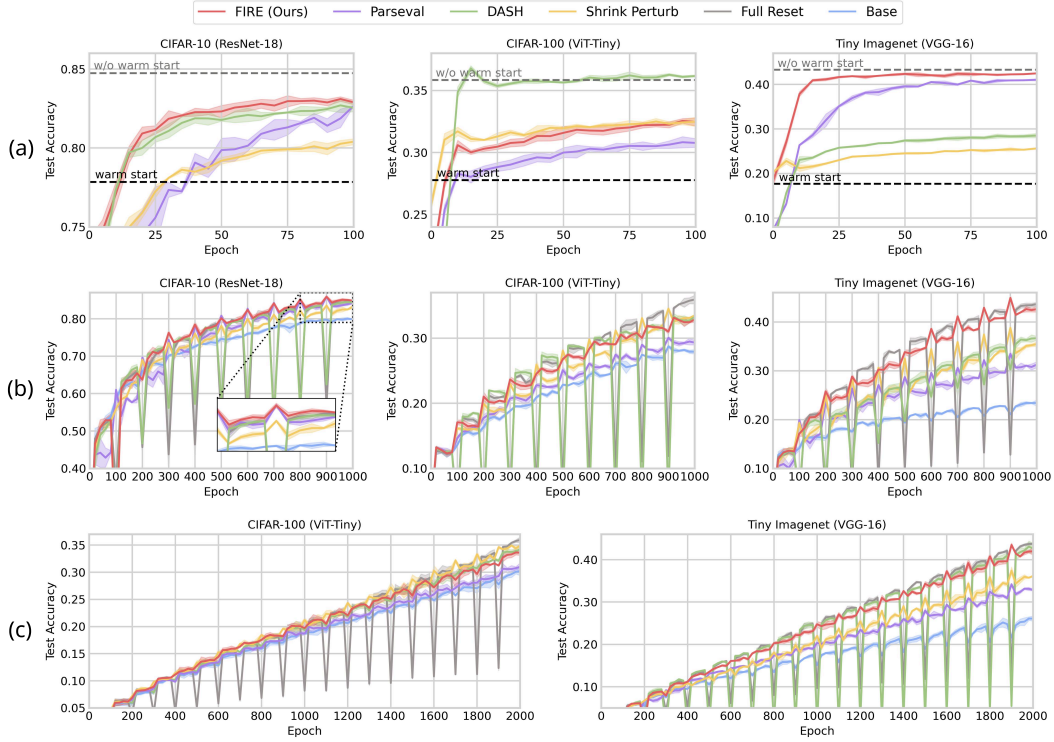 FIRE (Ours) Parseval DASH Shrink Perturb Full Reset Base
(a)
CIFAR-10 (ResNet-18)
Test Accuracy
0.85
0.80
0.75
w/o warm start
warm start
0 25 50 75 100
Epoch
CIFAR-100 (ViT-Tiny)
Test Accuracy
0.35
0.30
0.25
w/o warm start
warm start
0 25 50 75 100
Epoch
Tiny Imagenet (VGG-16)
Test Accuracy
0.40
0.30
0.20
0.10
w/o warm start
warm start
0 25 50 75 100
Epoch
(b)
CIFAR-10 (ResNet-18)
Test Accuracy
0.80
0.70
0.60
0.50
0.40
0 100 200 300 400 500 600 700 800 900 1000
Epoch
CIFAR-100 (ViT-Tiny)
Test Accuracy
0.30
0.20
0.10
0 100 200 300 400 500 600 700 800 900 1000
Epoch
Tiny Imagenet (VGG-16)
Test Accuracy
0.40
0.30
0.20
0.10
0 100 200 300 400 500 600 700 800 900 1000
Epoch
(c)
CIFAR-100 (ViT-Tiny)
Test Accuracy
0.35
0.30
0.25
0.20
0.15
0.10
0.05
0 200 400 600 800 1000 1200 1400 1600 1800 2000
Epoch
Tiny Imagenet (VGG-16)
Test Accuracy
0.40
0.30
0.20
0.10
0 200 400 600 800 1000 1200 1400 1600 1800 2000
Epoch